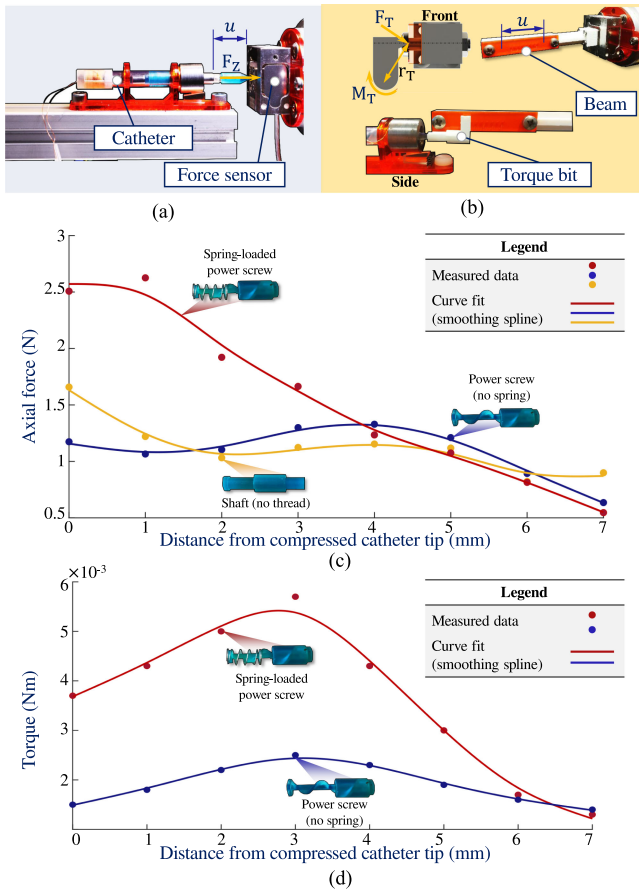 u
F_Z
Catheter
Force sensor
(a)
F_T
Front
r_T
M_T
u
Beam
Side
Torque bit
(b)
Axial force (N)
3
2.5
2
1.5
1
0.5
0 1 2 3 4 5 6 7
Distance from compressed catheter tip (mm)
Spring-loaded
power screw
Power screw
(no spring)
Shaft (no thread)
Legend
Measured data
Curve fit
(smoothing spline)
(c)
Torque (Nm)
×10⁻³
6
5
4
3
2
0 1 2 3 4 5 6 7
Distance from compressed catheter tip (mm)
Spring-loaded
power screw
Power screw
(no spring)
Legend
Measured data
Curve fit
(smoothing spline)
(d)